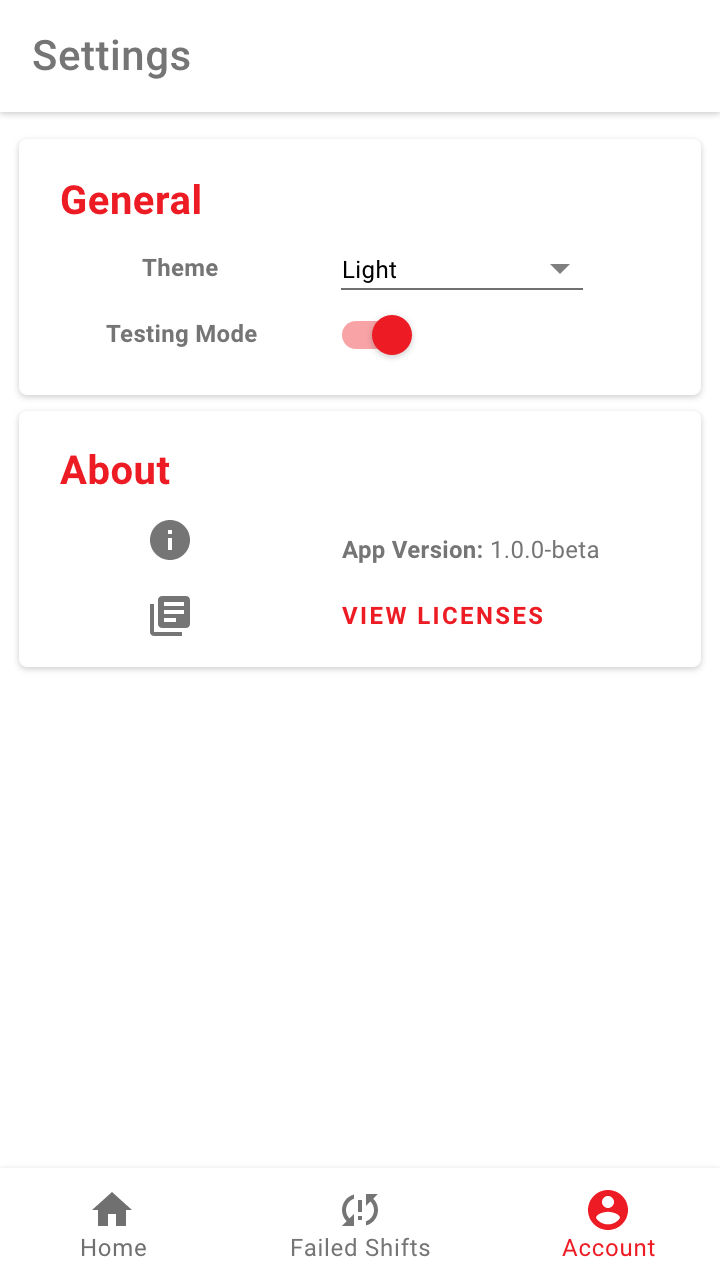 Settings
General
Theme Light
Testing Mode
About
App Version: 1.0.0-beta
VIEW LICENSES
Home Failed Shifts Account